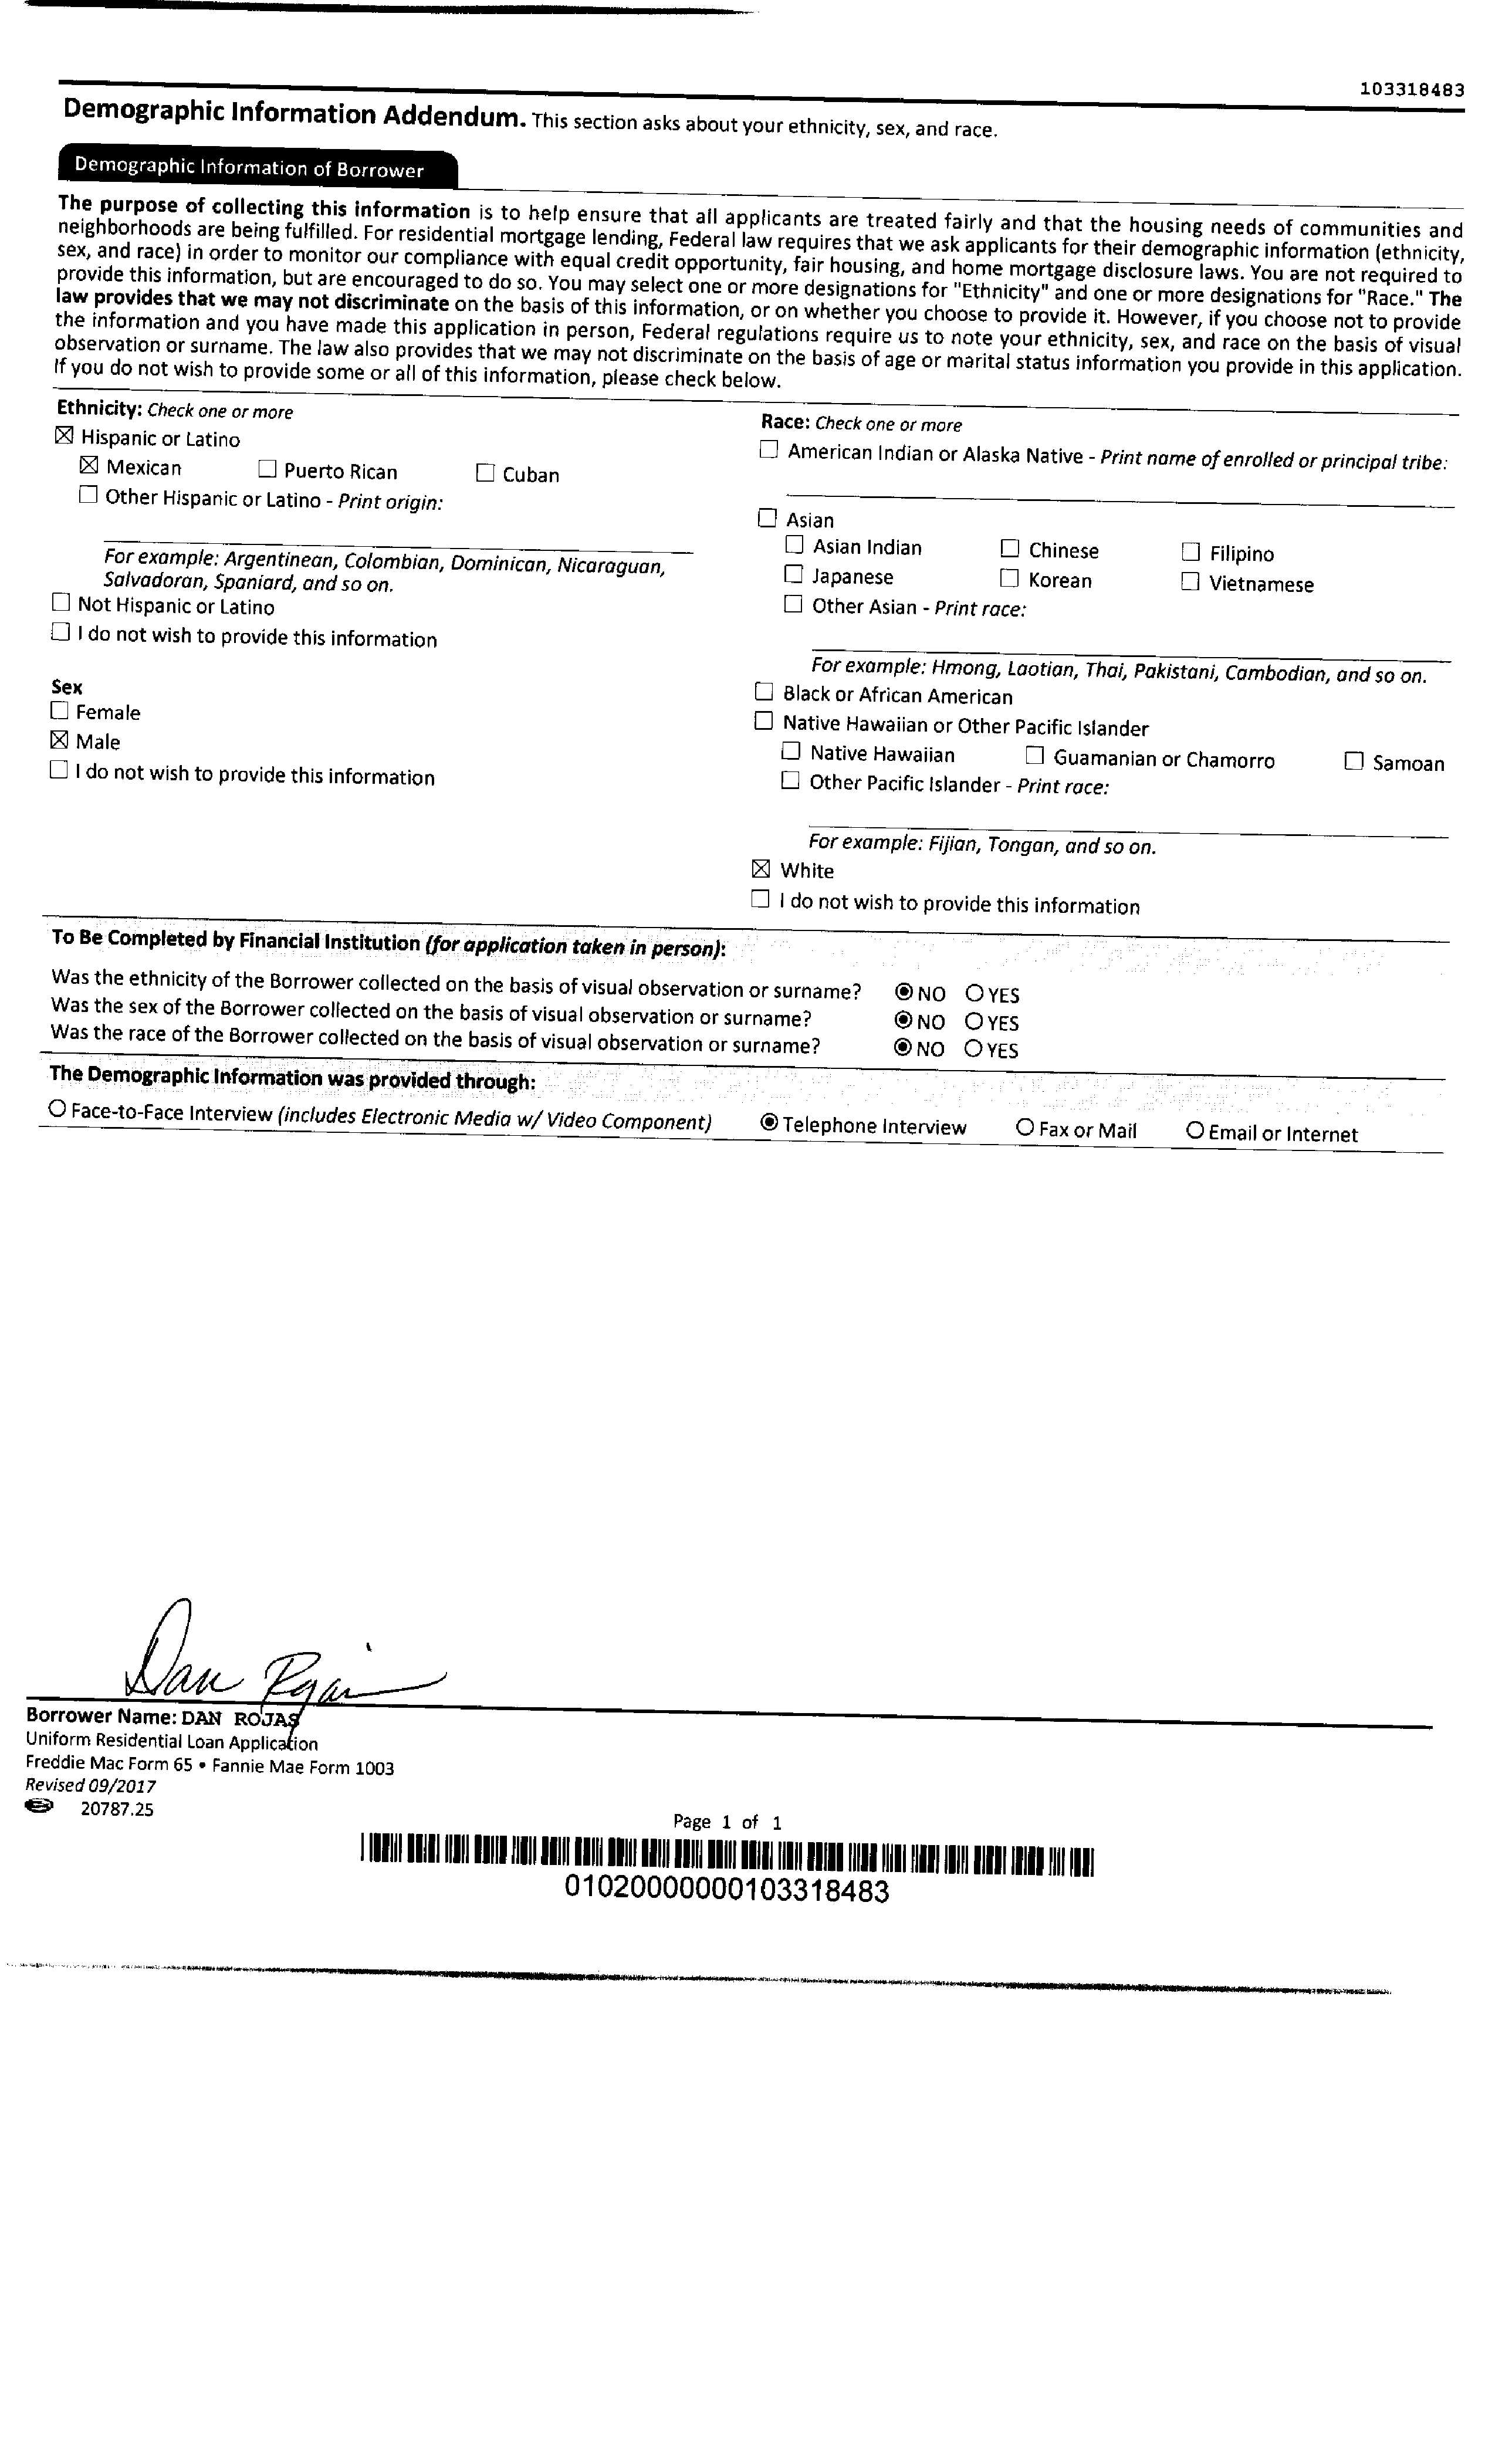 103318483
Demographic Information Addendum. This section asks about your ethnicity, sex, and race.
Demographic Information of Borrower
The purpose of collecting this information is to help ensure that all applicants are treated fairly and that the housing needs of communities and
neighborhoods are being fulfilled. For residential mortgage lending, Federal law requires that we ask applicants for their demographic information (ethnicity,
sex, and race) in order to monitor our compliance with equal credit opportunity, fair housing, and home mortgage disclosure laws. You are not required to
provide this information, but are encouraged to do so. You may select one or more designations for "Ethnicity" and one or more designations for "Race." The
law provides that we may not discriminate on the basis of this information, or on whether you choose to provide it. However, if you choose not to provide
the information and you have made this application in person, Federal regulations require us to note your ethnicity, sex, and race on the basis of visual
observation or surname. The law also provides that we may not discriminate on the basis of age or marital status information you provide in this application.
If you do not wish to provide some or all of this information, please check below.
Ethnicity: Check one or more
☒ Hispanic or Latino
☒ Mexican ☐ Puerto Rican ☐ Cuban
☐ Other Hispanic or Latino - Print origin:
For example: Argentinean, Colombian, Dominican, Nicaraguan,
Salvadoran, Spaniard, and so on.
☐ Not Hispanic or Latino
☐ I do not wish to provide this information
Sex
☐ Female
☒ Male
☐ I do not wish to provide this information
Race: Check one or more
☐ American Indian or Alaska Native - Print name of enrolled or principal tribe:
☐ Asian
☐ Asian Indian ☐ Chinese ☐ Filipino
☐ Japanese ☐ Korean ☐ Vietnamese
☐ Other Asian - Print race:
For example: Hmong, Laotian, Thai, Pakistani, Cambodian, and so on.
☐ Black or African American
☐ Native Hawaiian or Other Pacific Islander
☐ Native Hawaiian ☐ Guamanian or Chamorro ☐ Samoan
☐ Other Pacific Islander - Print race:
For example: Fijian, Tongan, and so on.
☒ White
☐ I do not wish to provide this information
To Be Completed by Financial Institution (for application taken in person):
Was the ethnicity of the Borrower collected on the basis of visual observation or surname? ◉ NO ○ YES
Was the sex of the Borrower collected on the basis of visual observation or surname? ◉ NO ○ YES
Was the race of the Borrower collected on the basis of visual observation or surname? ◉ NO ○ YES
The Demographic Information was provided through:
○ Face-to-Face Interview (includes Electronic Media w/ Video Component) ◉ Telephone Interview ○ Fax or Mail ○ Email or Internet
Dan Rojas
Borrower Name: DAN ROJAS
Uniform Residential Loan Application
Freddie Mac Form 65 • Fannie Mae Form 1003
Revised 09/2017
20787.25
Page 1 of 1
01020000000103318483